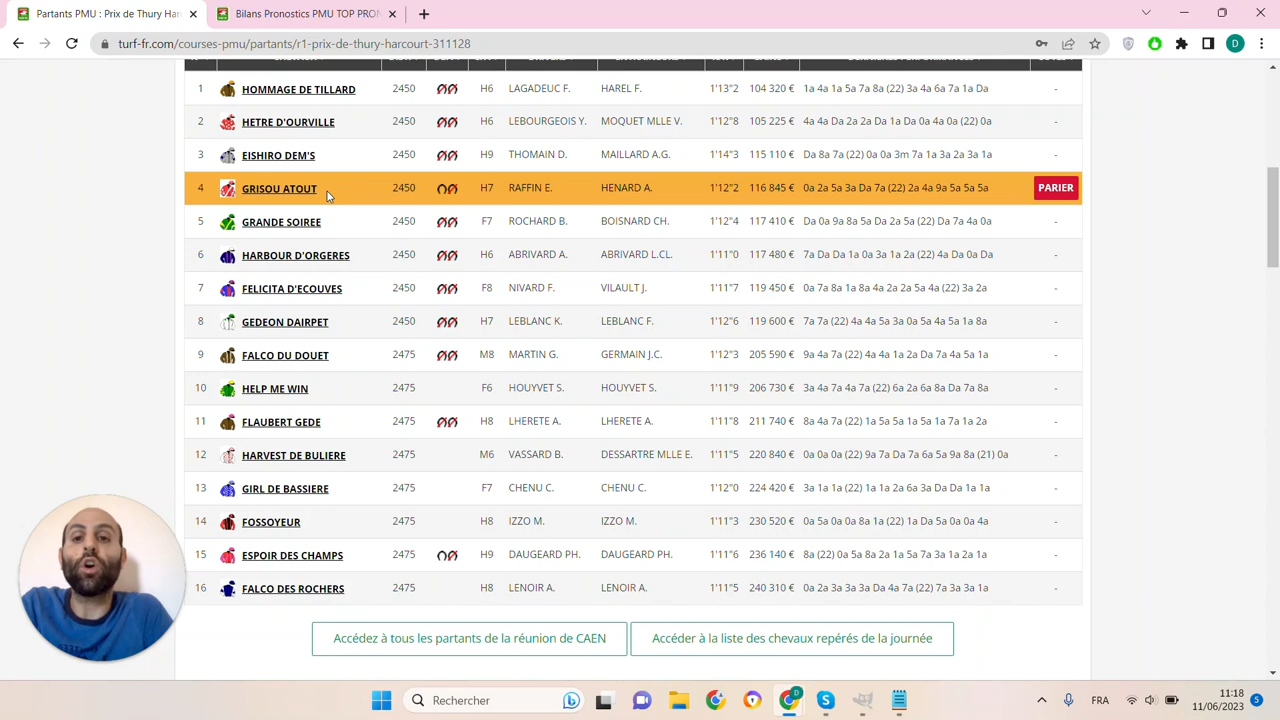 Partants PMU : Prix de Thury Har
Bilans Pronostics PMU TOP PRON
turf-fr.com/courses-pmu/partants/r1-prix-de-thury-harcourt-311128
1 HOMMAGE DE TILLARD 2450 H6 LAGADEUC F. HAREL F. 1'13"2 104 320 € 1a 4a 1a 5a 7a 8a (22) 3a 4a 6a 7a 1a Da -
2 HETRE D'OURVILLE 2450 H6 LEBOURGEOIS Y. MOQUET MLLE V. 1'12"8 105 225 € 4a 4a Da 2a 2a Da 1a Da 0a 4a 0a (22) 0a -
3 EISHIRO DEM'S 2450 H9 THOMAIN D. MAILLARD A.G. 1'14"3 115 110 € Da 8a 7a (22) 0a 0a 3m 7a 1a 3a 2a 3a 1a -
4 GRISOU ATOUT 2450 H7 RAFFIN E. HENARD A. 1'12"2 116 845 € 0a 2a 5a 3a Da 7a (22) 2a 4a 9a 5a 5a 5a PARIER
5 GRANDE SOIREE 2450 F7 ROCHARD B. BOISNARD CH. 1'12"4 117 410 € Da 0a 9a 8a 5a Da 2a 5a (22) Da 7a 4a 0a -
6 HARBOUR D'ORGERES 2450 H6 ABRIVARD A. ABRIVARD L.CL. 1'11"0 117 480 € 7a Da Da 1a 0a 3a 1a 2a (22) 4a Da 0a Da -
7 FELICITA D'ECOUVES 2450 F8 NIVARD F. VILAULT J. 1'11"7 119 450 € 0a 7a 8a 1a 8a 4a 2a 2a 5a 4a (22) 3a 2a -
8 GEDEON DAIRPET 2450 H7 LEBLANC K. LEBLANC F. 1'12"6 119 600 € 7a 7a (22) 4a 4a 5a 3a 0a 5a 4a 5a 1a 8a -
9 FALCO DU DOUET 2475 M8 MARTIN G. GERMAIN J.C. 1'12"3 205 590 € 9a 4a 7a (22) 4a 4a 1a 2a Da 7a 4a 5a 1a -
10 HELP ME WIN 2475 F6 HOUYVET S. HOUYVET S. 1'11"9 206 730 € 3a 4a 7a 4a 7a (22) 6a 2a 6a 8a Da 7a 8a -
11 FLAUBERT GEDE 2475 H8 LHERETE A. LHERETE A. 1'11"8 211 740 € 8a 4a 7a (22) 1a 5a 5a 1a 5a 1a 7a 1a 2a -
12 HARVEST DE BULIERE 2475 M6 VASSARD B. DESSARTRE MLLE E. 1'11"5 220 840 € 0a 0a 0a (22) 9a 7a Da 7a 6a 5a 9a 8a (21) 0a -
13 GIRL DE BASSIERE 2475 F7 CHENU C. CHENU C. 1'12"0 224 420 € 3a 1a 1a (22) 1a 1a 2a 6a 3a Da Da 1a 1a -
14 FOSSOYEUR 2475 H8 IZZO M. IZZO M. 1'11"3 230 520 € 0a 5a 0a 0a 8a 1a (22) 1a Da 5a 0a 0a 4a -
15 ESPOIR DES CHAMPS 2475 H9 DAUGEARD PH. DAUGEARD PH. 1'11"6 236 140 € 8a (22) 0a 5a 8a 2a 1a 5a 7a 3a 1a 2a 1a -
16 FALCO DES ROCHERS 2475 H8 LENOIR A. LENOIR A. 1'11"5 240 310 € 0a 2a 3a 3a 3a Da 4a 7a (22) 7a 3a 3a 1a -
Accédez à tous les partants de la réunion de CAEN
Accéder à la liste des chevaux repérés de la journée
Rechercher
FRA
11:18
11/06/2023
5